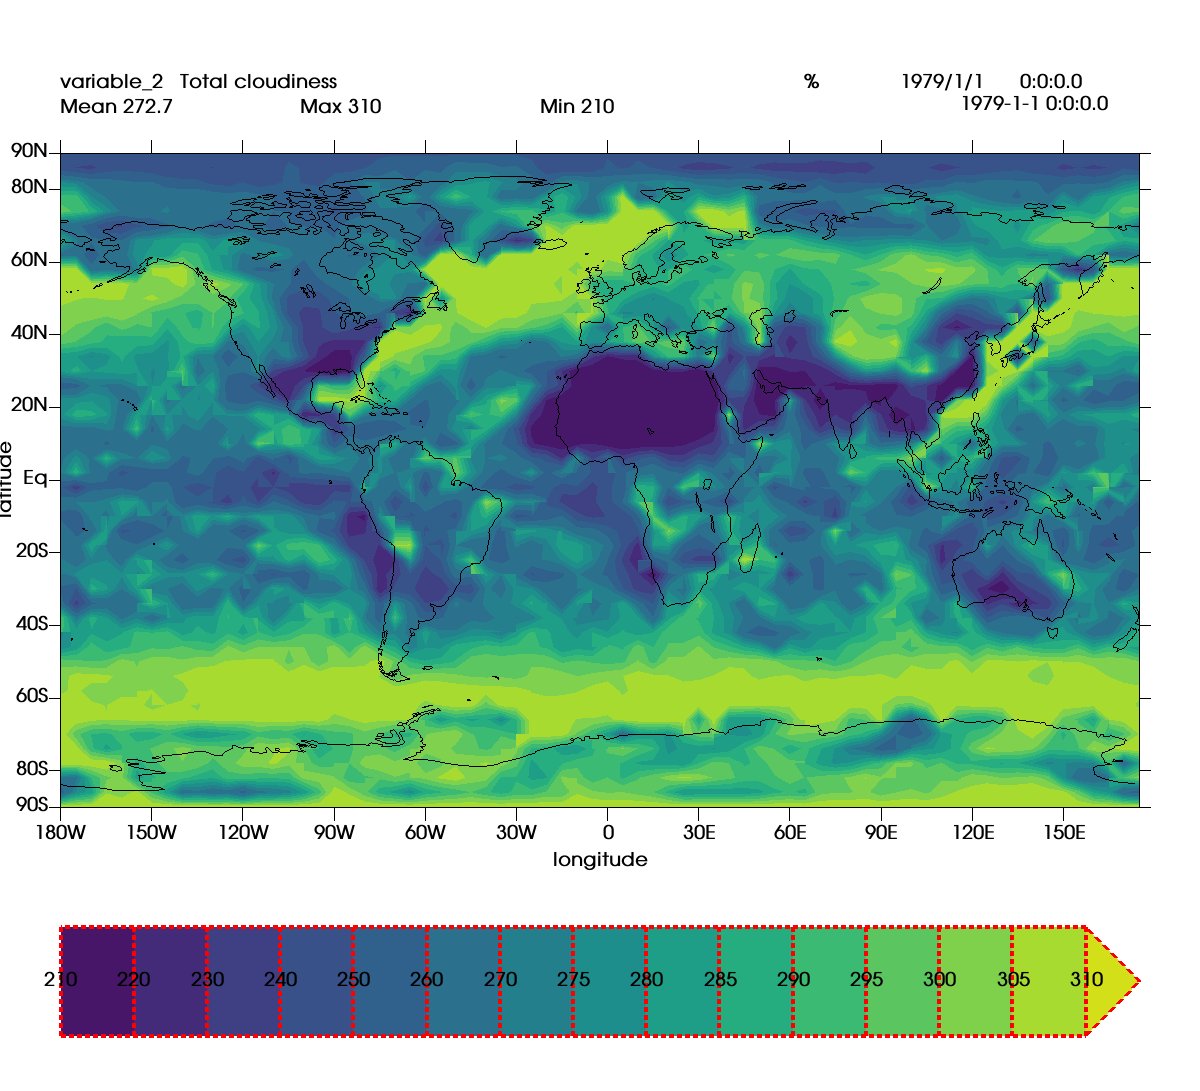 variable_2 Total cloudiness % 1979/1/1 0:0:0.0
Mean 272.7 Max 310 Min 210 1979-1-1 0:0:0.0
90N
80N
60N
40N
20N
Eq
20S
40S
60S
80S
90S
latitude
180W 150W 120W 90W 60W 30W 0 30E 60E 90E 120E 150E
longitude
210 220 230 240 250 260 270 275 280 285 290 295 300 305 310